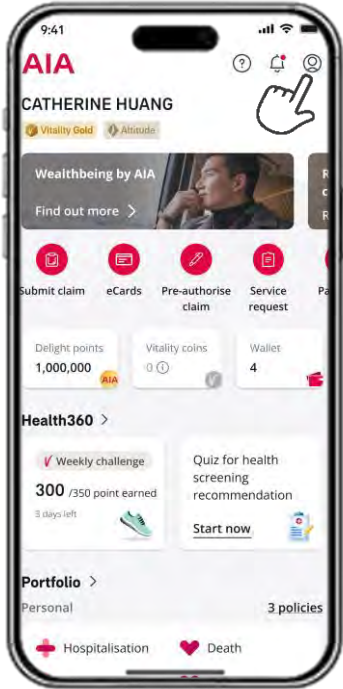 9:41
AIA
CATHERINE HUANG
Vitality Gold
Altitude
Wealthbeing by AIA
Find out more >
R
c
R
Submit claim
eCards
Pre-authorise
claim
Service
request
Pa
Delight points
1,000,000
AIA
Vitality coins
0
Wallet
4
Health360 >
Weekly challenge
300 /350 point earned
3 days left
Quiz for health
screening
recommendation
Start now
Portfolio >
Personal
3 policies
Hospitalisation
Death